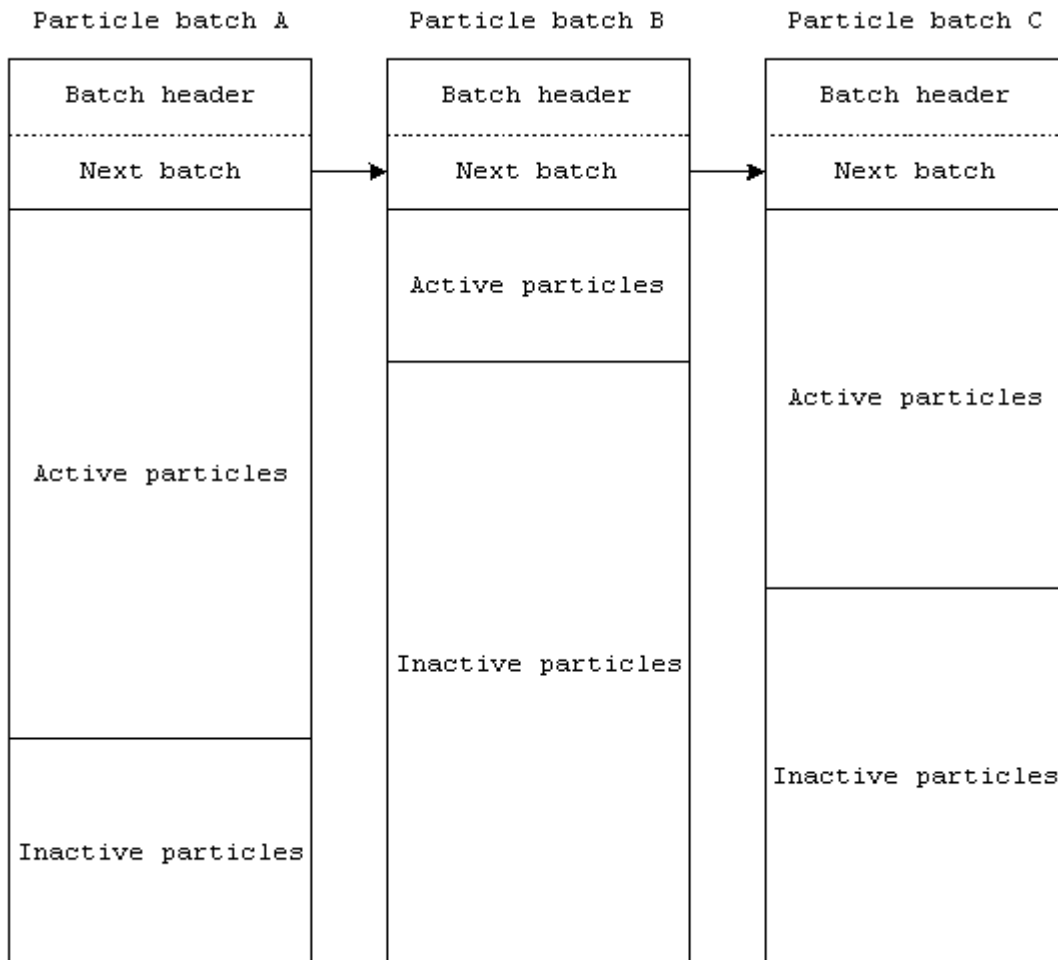 Particle batch A
Particle batch B
Particle batch C
Batch header
Batch header
Batch header
Next batch
Next batch
Next batch
Active particles
Active particles
Active particles
Inactive particles
Inactive particles
Inactive particles